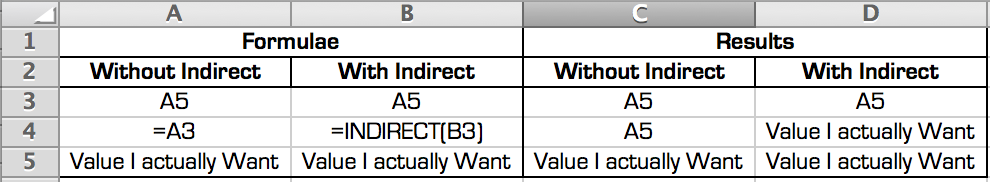 A B C D
1 Formulae Results
2 Without Indirect With Indirect Without Indirect With Indirect
3 A5 A5 A5 A5
4 =A3 =INDIRECT(B3) A5 Value I actually Want
5 Value I actually Want Value I actually Want Value I actually Want Value I actually Want